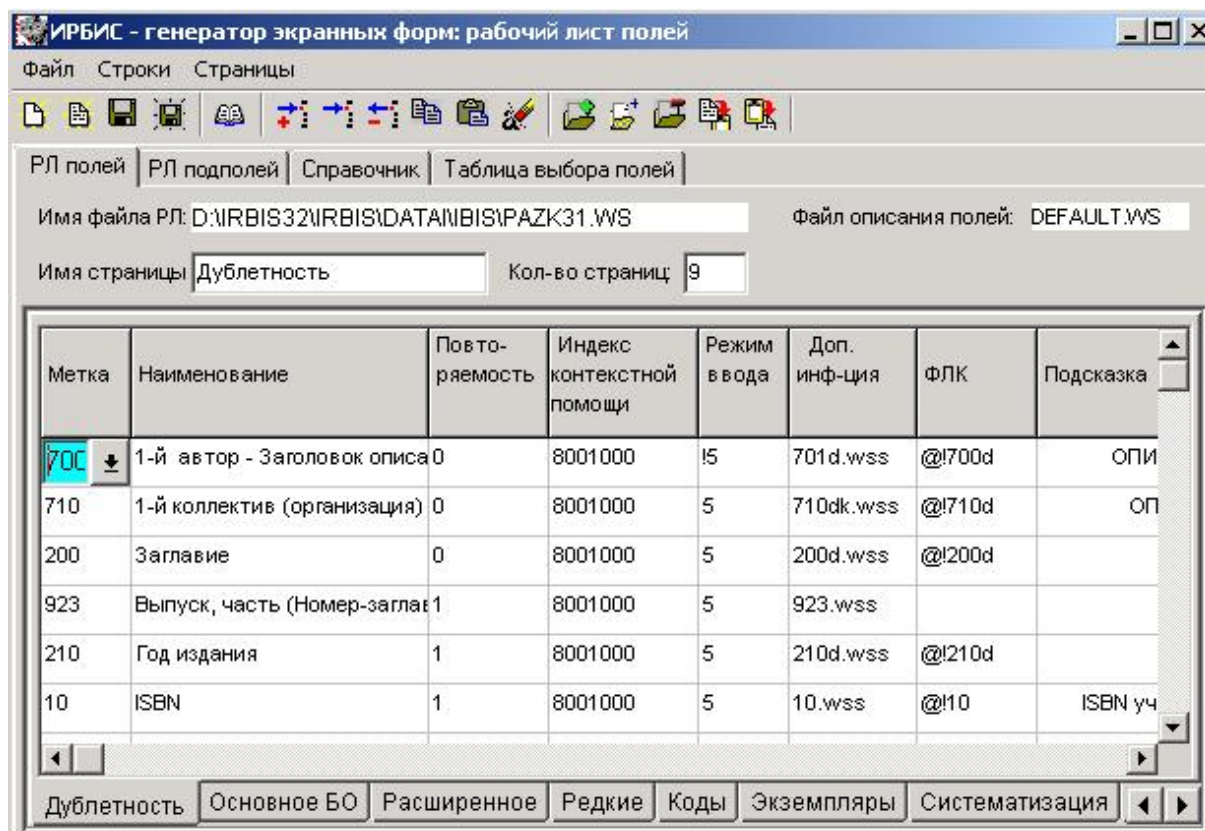 ИРБИС - генератор экранных форм: рабочий лист полей
Файл Строки Страницы
РЛ полей РЛ подполей Справочник Таблица выбора полей
Имя файла РЛ: D:\IRBIS32\IRBIS\DATAI\IBIS\PAZK31.WS Файл описания полей: DEFAULT.WS
Имя страницы Дублетность Кол-во страниц: 9
Метка Наименование Повто-ряемость Индекс контекстной помощи Режим ввода Доп. инф-ция ФЛК Подсказка
700 1-й автор - Заголовок описа 0 8001000 !5 701d.wss @!700d ОПИ
710 1-й коллектив (организация) 0 8001000 5 710dk.wss @!710d ОП
200 Заглавие 0 8001000 5 200d.wss @!200d
923 Выпуск, часть (Номер-заглав 1 8001000 5 923.wss
210 Год издания 1 8001000 5 210d.wss @!210d
10 ISBN 1 8001000 5 10.wss @!10 ISBN уч
Дублетность Основное БО Расширенное Редкие Коды Экземпляры Систематизация